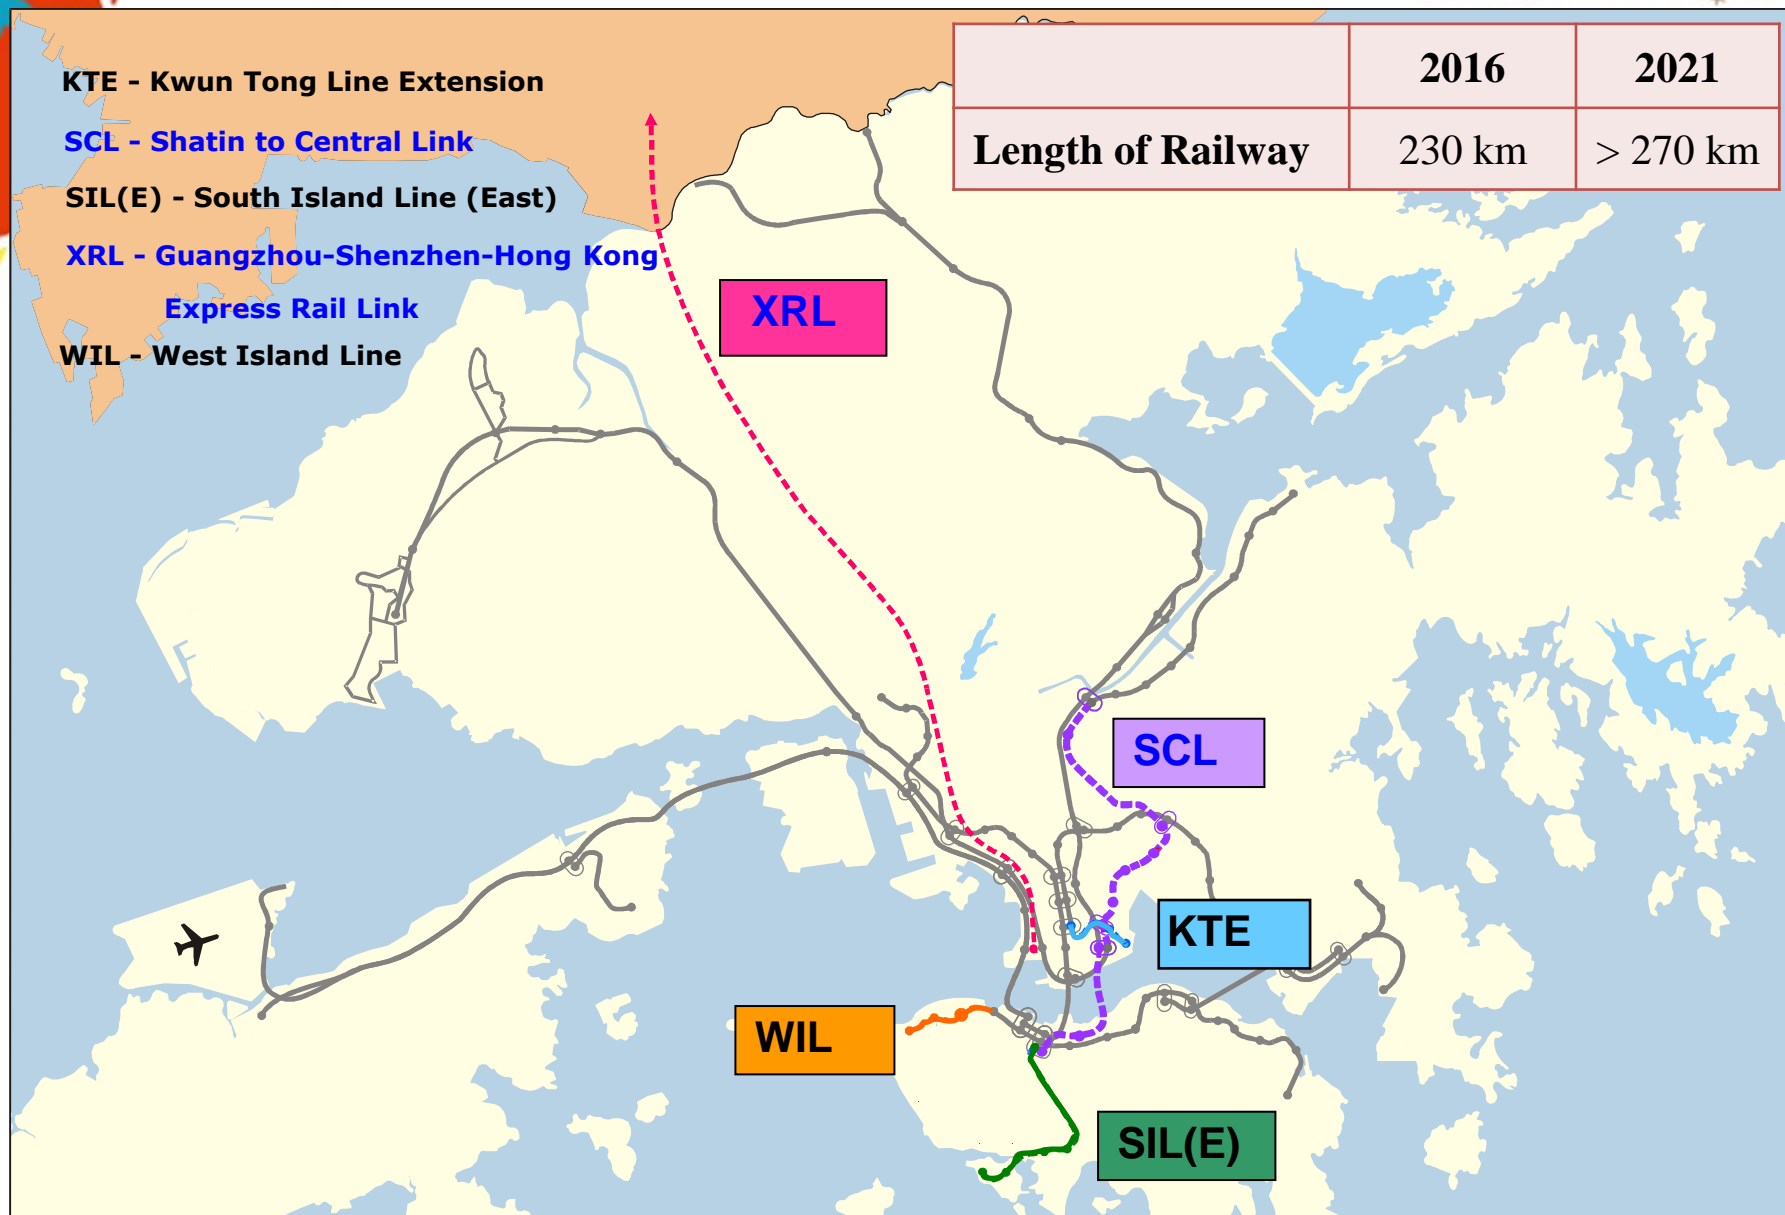 KTE - Kwun Tong Line Extension
SCL - Shatin to Central Link
SIL(E) - South Island Line (East)
XRL - Guangzhou-Shenzhen-Hong Kong
Express Rail Link
WIL - West Island Line
2016 2021
Length of Railway 230 km > 270 km
XRL
SCL
KTE
WIL
SIL(E)